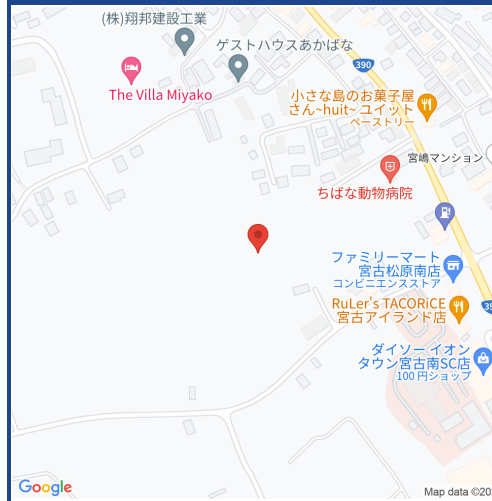 (株)翔邦建設工業
ゲストハウスあかばな
390
The Villa Miyako
小さな島のお菓子屋
さん~huit~ ユイット
ペーストリー
宮嶋マンション
ちばな動物病院
ファミリーマート
宮古松原南店
コンビニエンスストア
RuLer's TACORiCE
宮古アイランド店
39
ダイソー イオン
タウン宮古南SC店
100 円ショップ
Google
Map data ©20